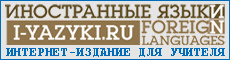 ИНОСТРАННЫЕ ЯЗЫКИ
I-YAZYKI.RU
FOREIGN
LANGUAGES
ИНТЕРНЕТ-ИЗДАНИЕ ДЛЯ УЧИТЕЛЯ